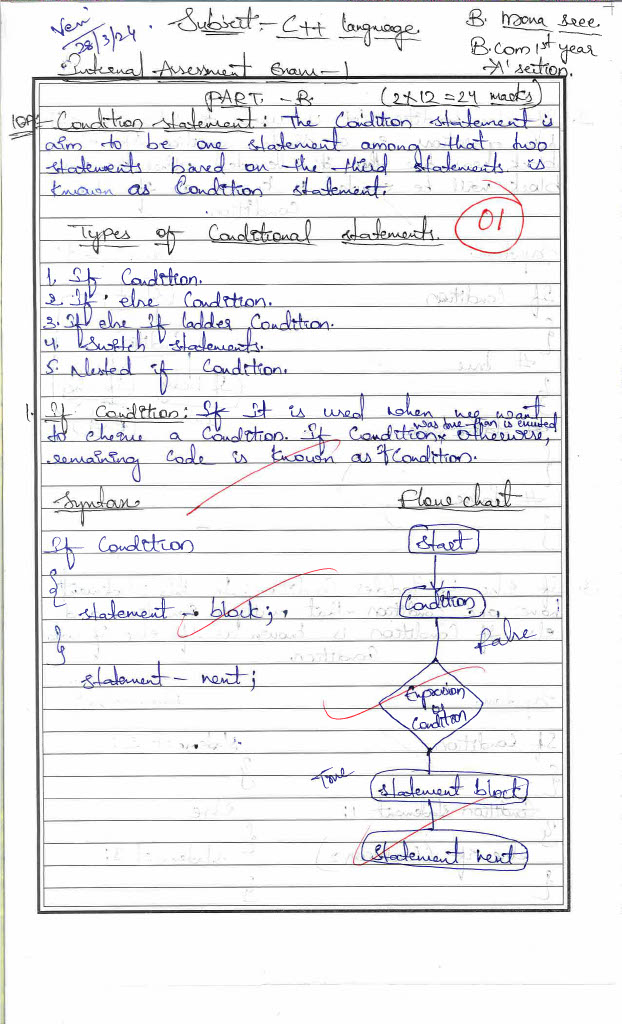 28/3/24. Subject:- C++ language. B. Mona sree
B.Com 1st year
Internal Assessment Exam - 1 'A' section.
PART. - B. (2×12=24 marks)
Condition statement: The Condition statement is
aim to be one statement among that two
statements based on the third statements is
known as Condition statement.
01
Types of Conditional statements.
1. If Condition.
2. If else Condition.
3. If else If ladder Condition.
4. Switch statements.
5. Nested if Condition.
1. If Condition: If it is used when we want
to a Condition. If Condition was true then is Otherwise,
remaining Code is known as if Condition.
Syntax Flow chart
If Condition Start
{
statement - block; Condition
} false
statement - next; Expression or Condition
True statement block
statement next